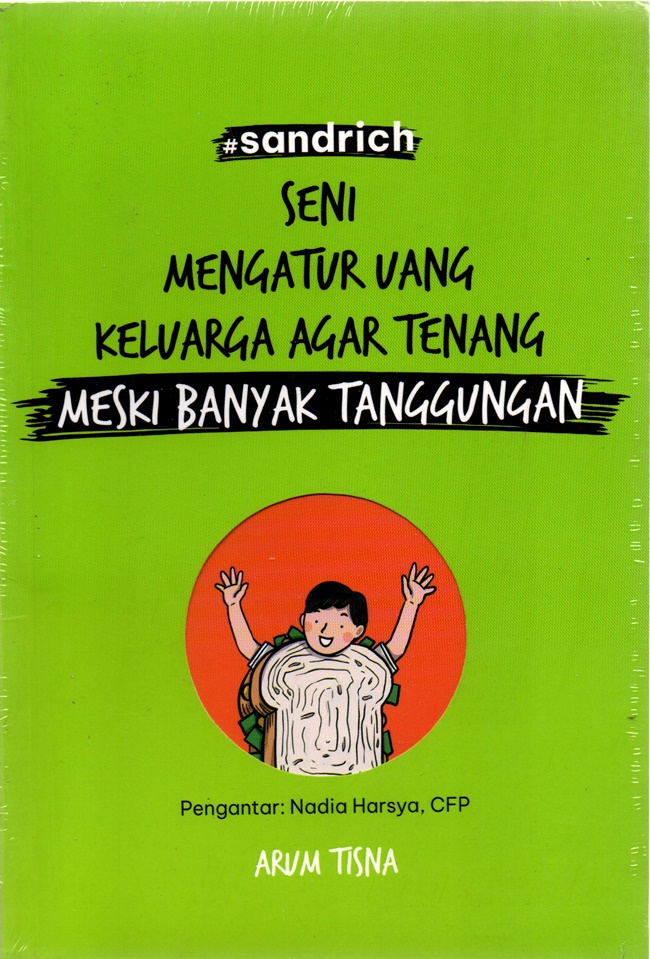 #sandrich
SENI
MENGATUR UANG
KELUARGA AGAR TENANG
MESKI BANYAK TANGGUNGAN
Pengantar: Nadia Harsya, CFP
ARUM TISNA